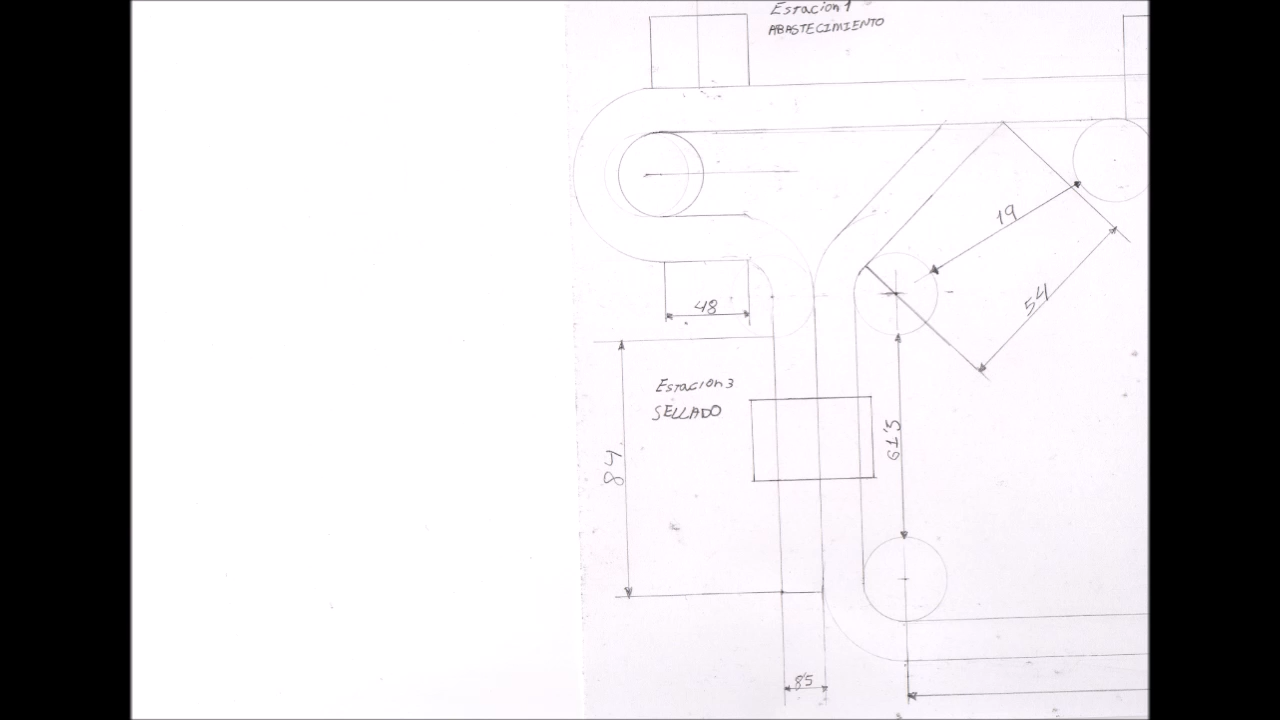 Estacion 1
ABASTECIMIENTO
19
54
48
Estacion 3
SELLADO
84
61'5
8'5